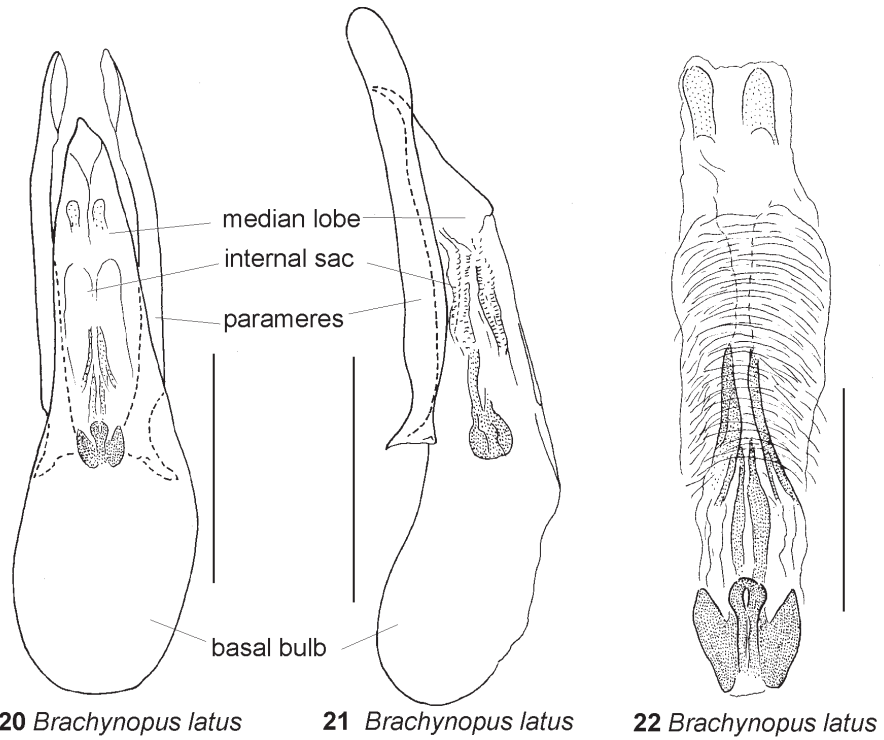 median lobe
internal sac
parameres
basal bulb
20 Brachynopus latus
21 Brachynopus latus
22 Brachynopus latus